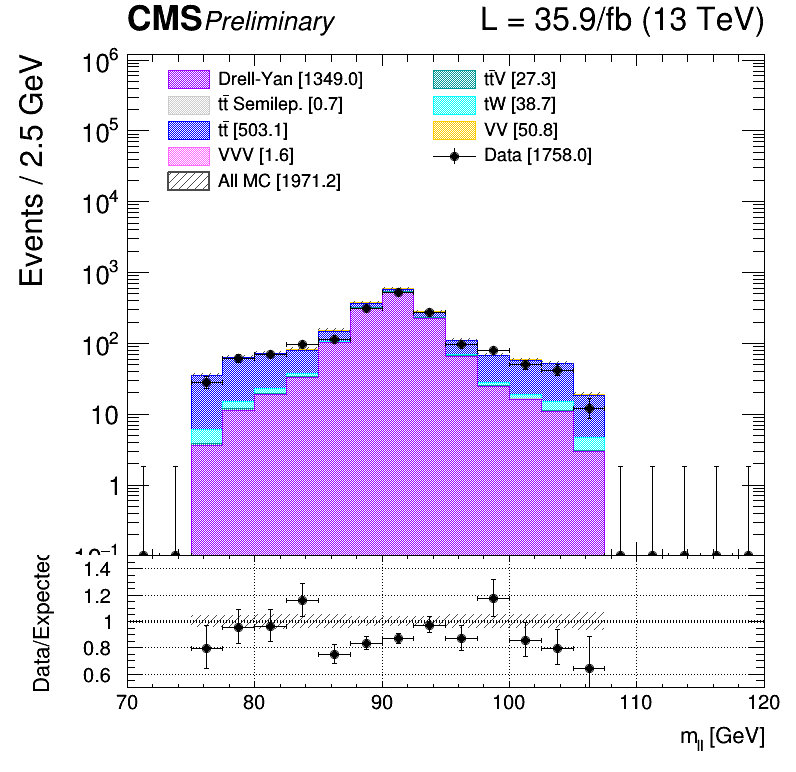 CMS Preliminary L = 35.9/fb (13 TeV)
Events / 2.5 GeV
10⁶
10⁵
10⁴
10³
10²
10
1
10⁻¹
Drell-Yan [1349.0]
tt̄ Semilep. [0.7]
tt̄ [503.1]
VVV [1.6]
All MC [1971.2]
tt̄V [27.3]
tW [38.7]
VV [50.8]
Data [1758.0]
Data/Expected
1.4
1.2
1
0.8
0.6
70 80 90 100 110 120
m_ll [GeV]